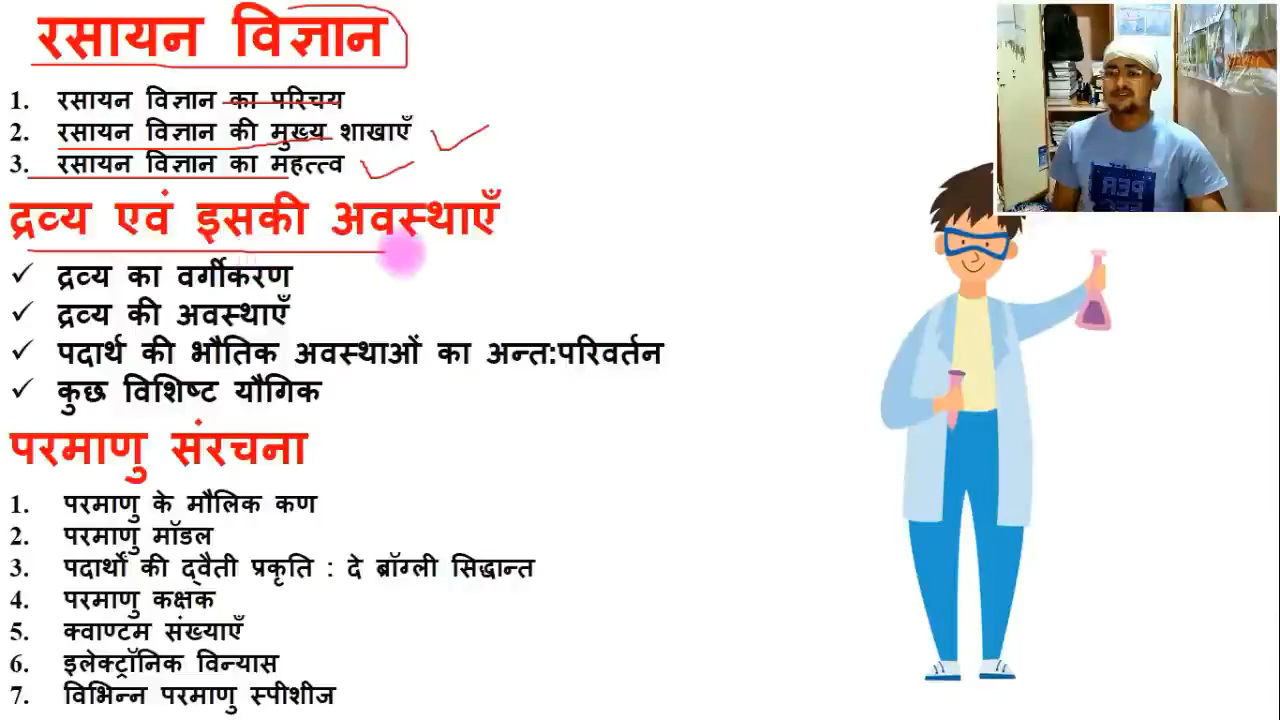 रसायन विज्ञान
1. रसायन विज्ञान का परिचय
2. रसायन विज्ञान की मुख्य शाखाएँ
3. रसायन विज्ञान का महत्त्व
द्रव्य एवं इसकी अवस्थाएँ
✓ द्रव्य का वर्गीकरण
✓ द्रव्य की अवस्थाएँ
✓ पदार्थ की भौतिक अवस्थाओं का अन्त:परिवर्तन
✓ कुछ विशिष्ट यौगिक
परमाणु संरचना
1. परमाणु के मौलिक कण
2. परमाणु मॉडल
3. पदार्थों की द्वैती प्रकृति : दे ब्रॉग्ली सिद्धान्त
4. परमाणु कक्षक
5. क्वाण्टम संख्याएँ
6. इलेक्ट्रॉनिक विन्यास
7. विभिन्न परमाणु स्पीशीज